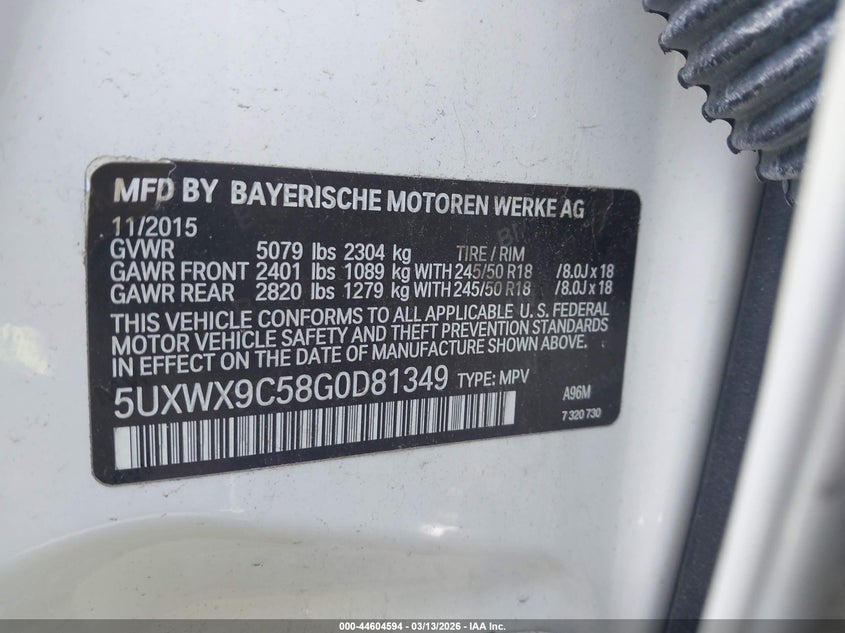 MFD BY BAYERISCHE MOTOREN WERKE AG
11/2015
GVWR 5079 lbs 2304 kg TIRE / RIM
GAWR FRONT 2401 lbs 1089 kg WITH 245/50 R18 /8.0J x 18
GAWR REAR 2820 lbs 1279 kg WITH 245/50 R18 /8.0J x 18
THIS VEHICLE CONFORMS TO ALL APPLICABLE U.S. FEDERAL
MOTOR VEHICLE SAFETY AND THEFT PREVENTION STANDARDS
IN EFFECT ON THE DATE OF MANUFACTURE SHOWN ABOVE.
5UXWX9C58G0D81349 TYPE: MPV A96M
7 320 730
000-44604594 - 03/13/2026 - IAA Inc.